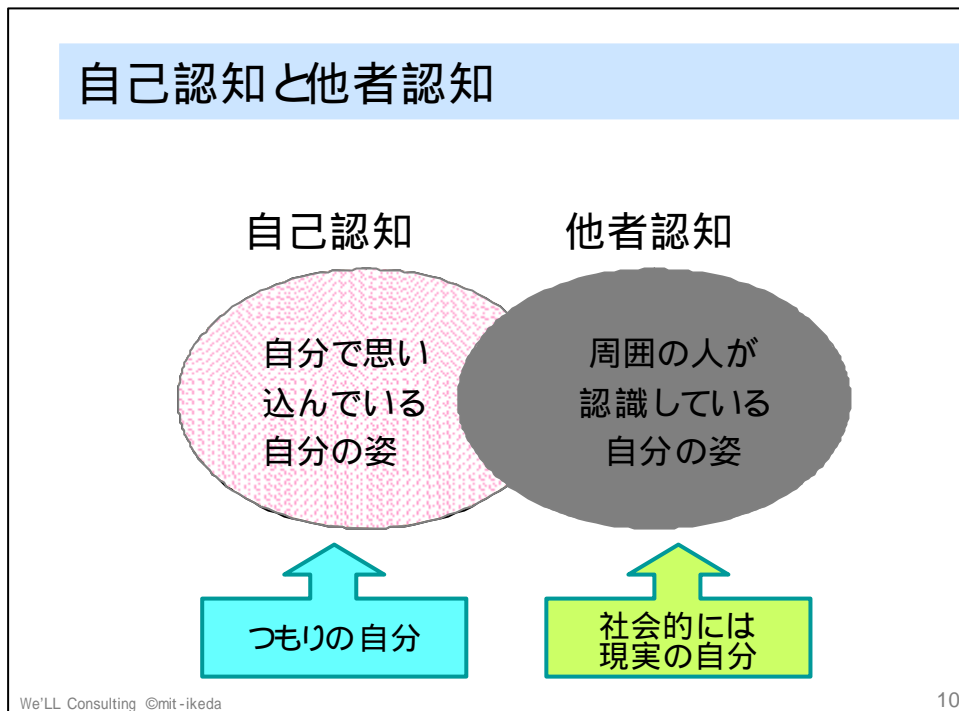 自己認知と他者認知
自己認知
他者認知
自分で思い
込んでいる
自分の姿
周囲の人が
認識している
自分の姿
つもりの自分
社会的には
現実の自分
We'LL Consulting ©mit-ikeda
10